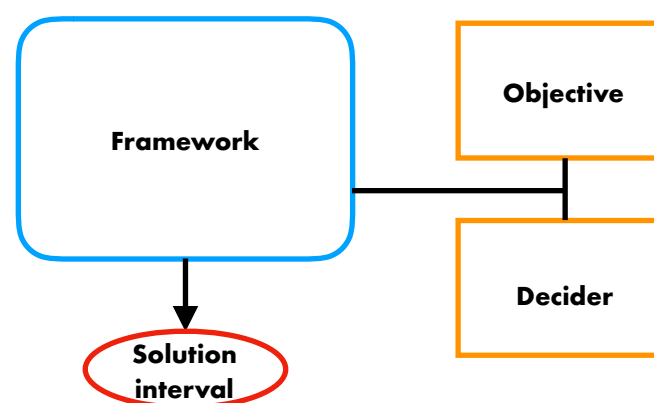 Objective
Framework
Decider
Solution
interval